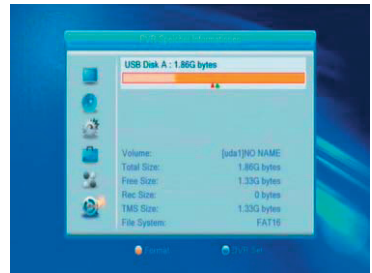 USB Disk A : 1.86G bytes
Volume: [uda1]NO NAME
Total Size: 1.86G bytes
Free Size: 1.33G bytes
Rec Size: 0 bytes
TMS Size: 1.33G bytes
File System: FAT16
Format